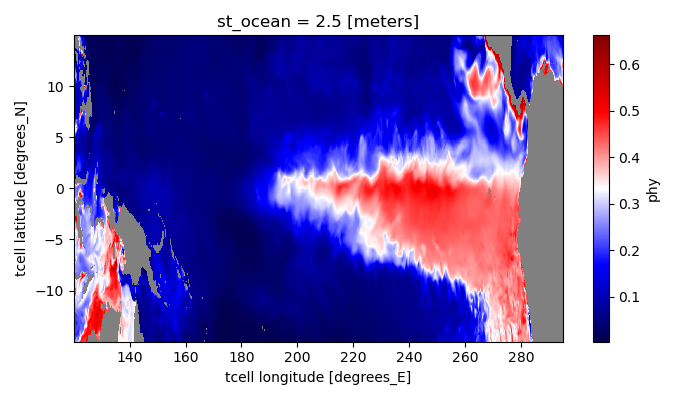 st_ocean = 2.5 [meters]
tcell latitude [degrees_N]
10
5
0
−5
−10
140 160 180 200 220 240 260 280
tcell longitude [degrees_E]
0.6
0.5
0.4
0.3
0.2
0.1
phy